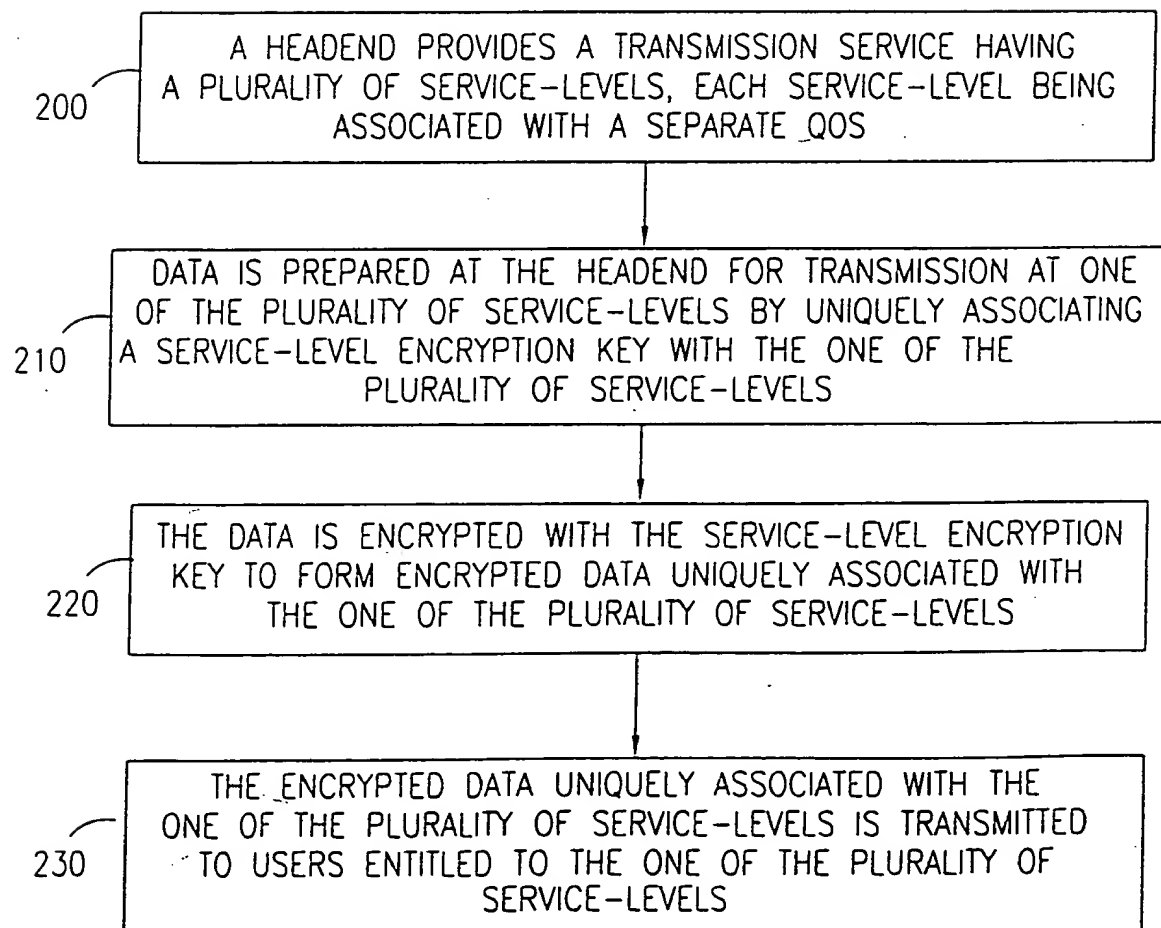 A HEADEND PROVIDES A TRANSMISSION SERVICE HAVING
A PLURALITY OF SERVICE-LEVELS, EACH SERVICE-LEVEL BEING
ASSOCIATED WITH A SEPARATE QOS
200
DATA IS PREPARED AT THE HEADEND FOR TRANSMISSION AT ONE
OF THE PLURALITY OF SERVICE-LEVELS BY UNIQUELY ASSOCIATING
A SERVICE-LEVEL ENCRYPTION KEY WITH THE ONE OF THE
PLURALITY OF SERVICE-LEVELS
210
THE DATA IS ENCRYPTED WITH THE SERVICE-LEVEL ENCRYPTION
KEY TO FORM ENCRYPTED DATA UNIQUELY ASSOCIATED WITH
THE ONE OF THE PLURALITY OF SERVICE-LEVELS
220
THE ENCRYPTED DATA UNIQUELY ASSOCIATED WITH THE
ONE OF THE PLURALITY OF SERVICE-LEVELS IS TRANSMITTED
TO USERS ENTITLED TO THE ONE OF THE PLURALITY OF
SERVICE-LEVELS
230